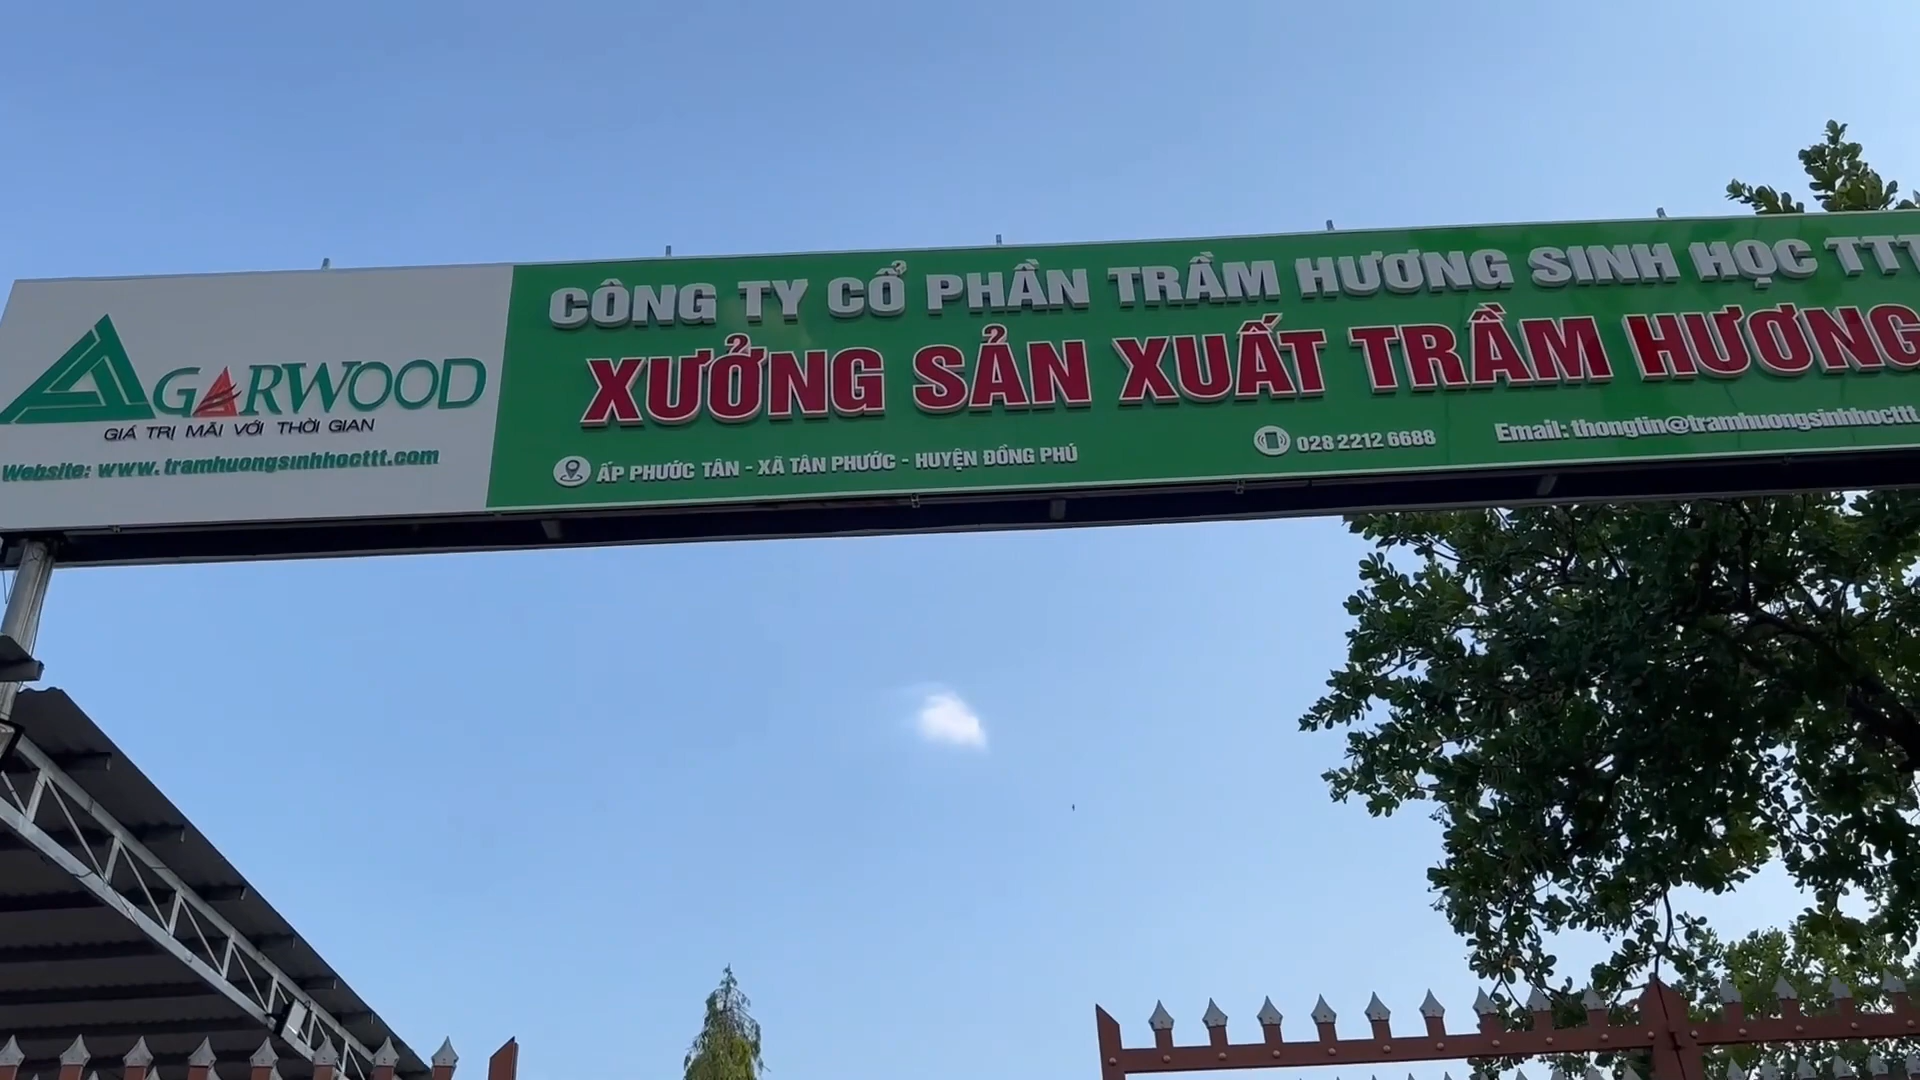 AGARWOOD
GIÁ TRỊ MÃI VỚI THỜI GIAN
Website: www.tramhuongsinhhocttt.com
CÔNG TY CỔ PHẦN TRẦM HƯƠNG SINH HỌC TTT
XƯỞNG SẢN XUẤT TRẦM HƯƠNG
ẤP PHƯỚC TÂN - XÃ TÂN PHƯỚC - HUYỆN ĐỒNG PHÚ
028 2212 6688
Email: thongtin@tramhuongsinhhocttt.